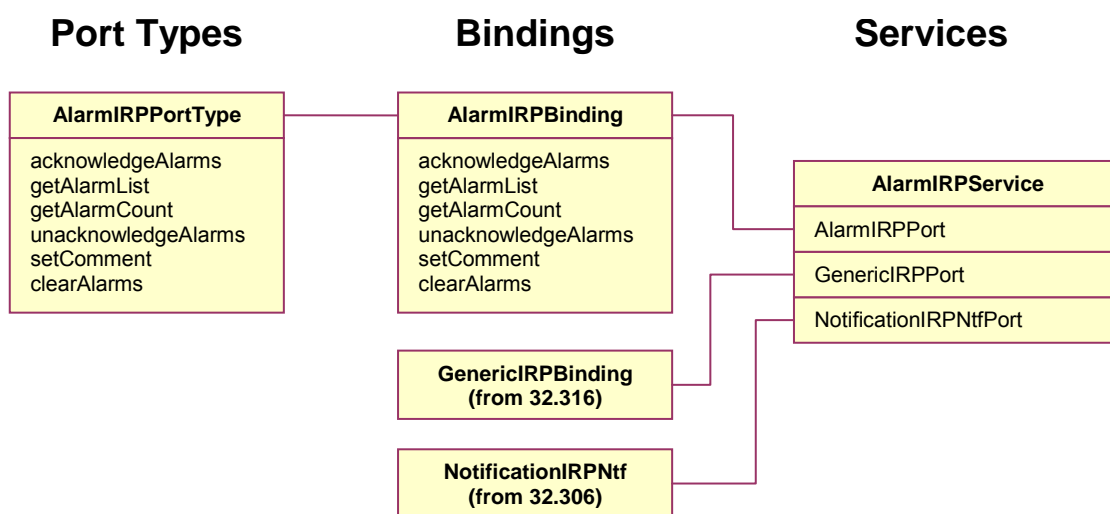 Port Types
Bindings
Services
AlarmIRPPortType
acknowledgeAlarms
getAlarmList
getAlarmCount
unacknowledgeAlarms
setComment
clearAlarms
AlarmIRPBinding
acknowledgeAlarms
getAlarmList
getAlarmCount
unacknowledgeAlarms
setComment
clearAlarms
AlarmIRPService
AlarmIRPPort
GenericIRPPort
NotificationIRPNtfPort
GenericIRPBinding
(from 32.316)
NotificationIRPNtf
(from 32.306)